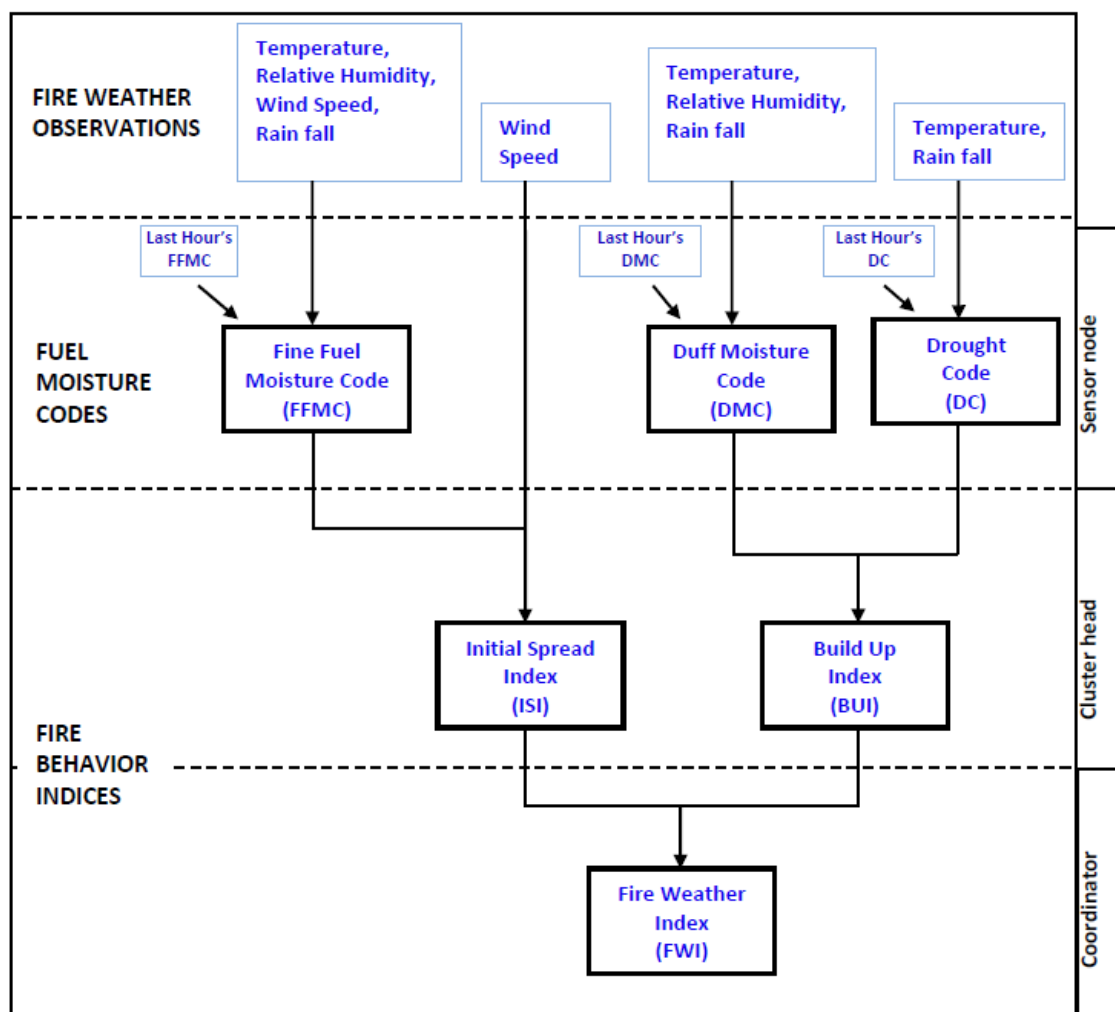 FIRE WEATHER
OBSERVATIONS
Temperature,
Relative Humidity,
Wind Speed,
Rain fall
Wind
Speed
Temperature,
Relative Humidity,
Rain fall
Temperature,
Rain fall
Last Hour's
FFMC
Last Hour's
DMC
Last Hour's
DC
FUEL
MOISTURE
CODES
Fine Fuel
Moisture Code
(FFMC)
Duff Moisture
Code
(DMC)
Drought
Code
(DC)
Sensor node
Initial Spread
Index
(ISI)
Build Up
Index
(BUI)
Cluster head
FIRE
BEHAVIOR
INDICES
Fire Weather
Index
(FWI)
Coordinator